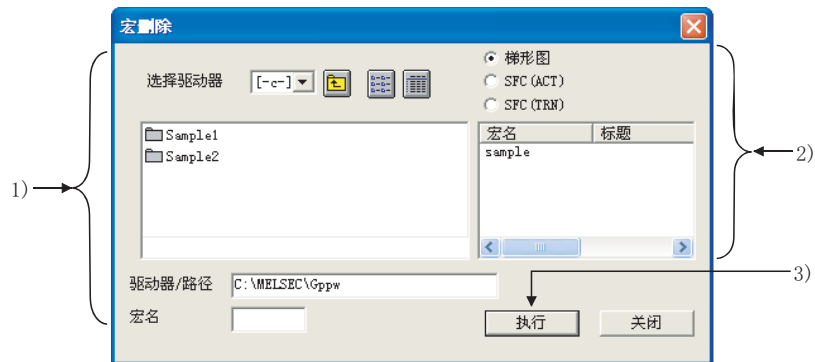 宏删除
选择驱动器 [-c-]
梯形图
SFC(ACT)
SFC(TRN)
Sample1
Sample2
宏名 标题
sample
1)
2)
3)
驱动器/路径 C:\MELSEC\Gppw
宏名
执行 关闭